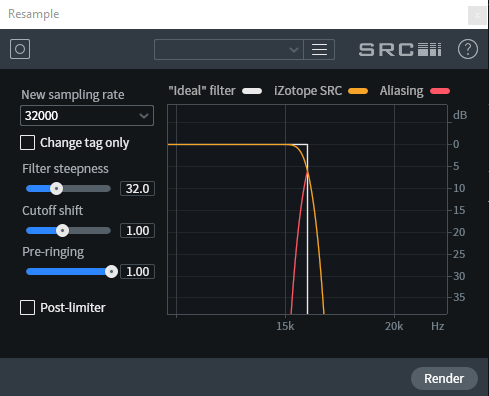 Resample
SRC
?
New sampling rate
32000
Change tag only
Filter steepness
32.0
Cutoff shift
1.00
Pre-ringing
1.00
Post-limiter
"Ideal" filter iZotope SRC Aliasing
dB
0
5
10
15
20
25
30
35
15k 20k Hz
Render